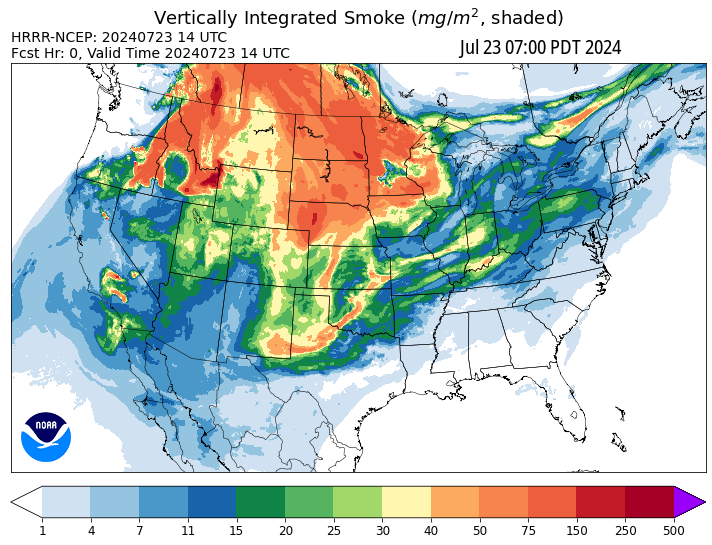 Vertically Integrated Smoke (mg/m², shaded)
HRRR-NCEP: 20240723 14 UTC
Fcst Hr: 0, Valid Time 20240723 14 UTC
Jul 23 07:00 PDT 2024
NOAA
1 4 7 11 15 20 25 30 40 50 75 150 250 500